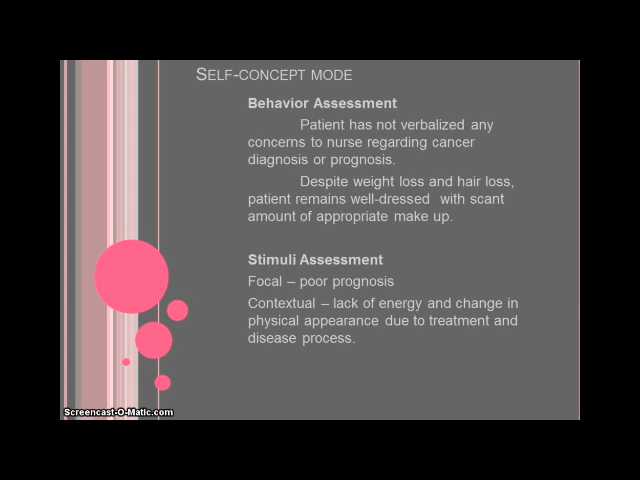 SELF-CONCEPT MODE
Behavior Assessment
Patient has not verbalized any
concerns to nurse regarding cancer
diagnosis or prognosis.
Despite weight loss and hair loss,
patient remains well-dressed with scant
amount of appropriate make up.
Stimuli Assessment
Focal – poor prognosis
Contextual – lack of energy and change in
physical appearance due to treatment and
disease process.
Screencast-O-Matic.com